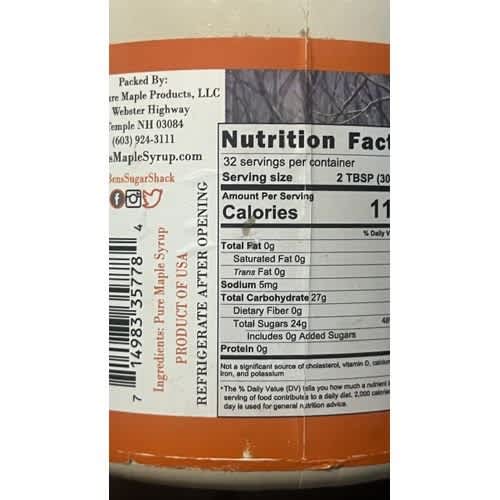 Packed By:
re Maple Products, LLC
Webster Highway
Temple NH 03084
(603) 924-3111
sMapleSyrup.com
BensSugarShack
7 14983 35778 4
Ingredients: Pure Maple Syrup
PRODUCT OF USA
REFRIGERATE AFTER OPENING
Nutrition Fact
32 servings per container
Serving size 2 TBSP (30
Amount Per Serving
Calories 11
% Daily V
Total Fat 0g
Saturated Fat 0g
Trans Fat 0g
Sodium 5mg
Total Carbohydrate 27g
Dietary Fiber 0g
Total Sugars 24g 48
Includes 0g Added Sugars
Protein 0g
Not a significant source of cholesterol, vitamin D, calcium
iron, and potassium
*The % Daily Value (DV) tells you how much a nutrient
serving of food contributes to a daily diet. 2,000 calories
day is used for general nutrition advice.